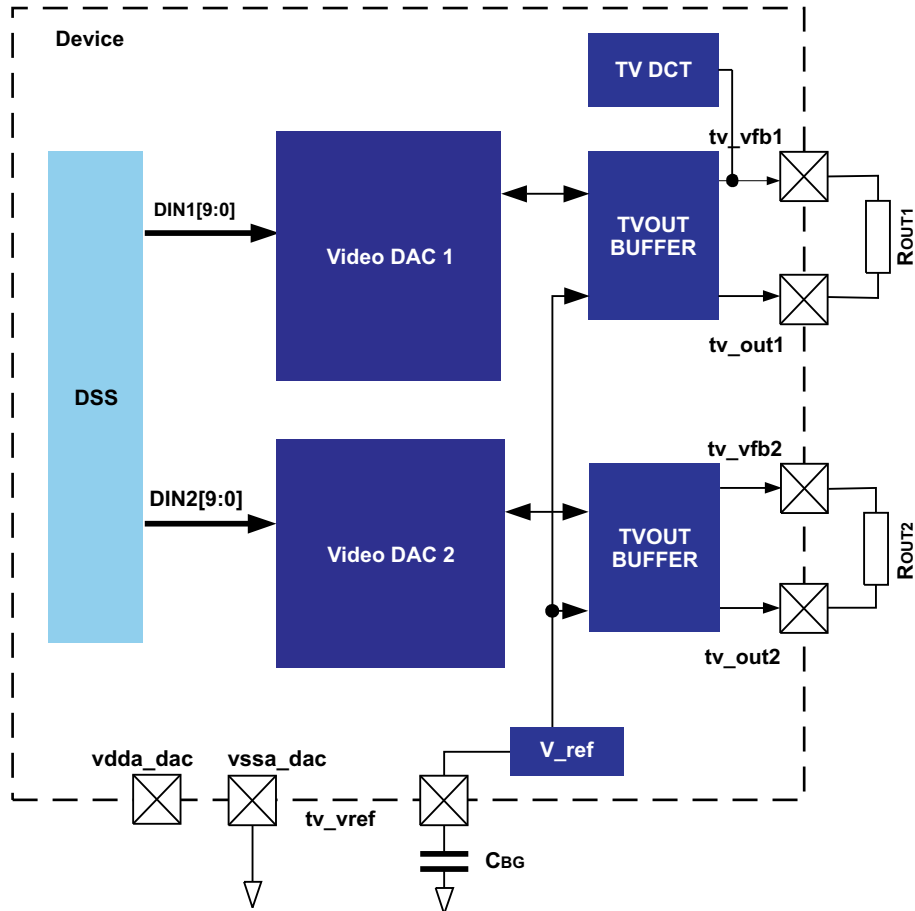 Device
TV DCT
tv_vfb1
DIN1[9:0]
Video DAC 1
TVOUT
BUFFER
ROUT1
tv_out1
DSS
tv_vfb2
DIN2[9:0]
Video DAC 2
TVOUT
BUFFER
ROUT2
tv_out2
V_ref
vdda_dac
vssa_dac
tv_vref
CBG